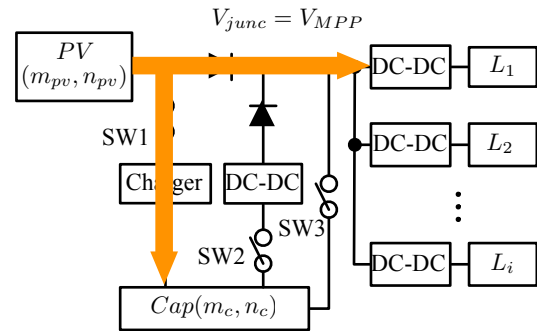 V_{junc} = V_{MPP}
PV
(m_{pv}, n_{pv})
DC-DC
L_1
SW1
DC-DC
L_2
Charger
DC-DC
SW3
SW2
DC-DC
L_i
Cap(m_c, n_c)